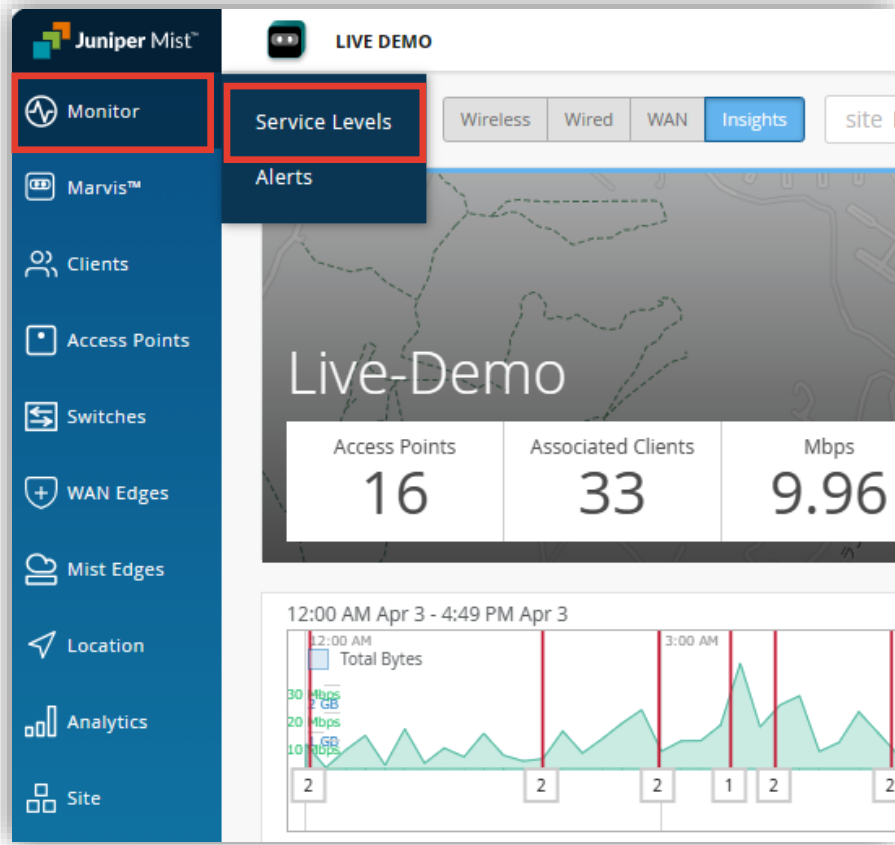 Juniper Mist™
LIVE DEMO
Monitor
Service Levels
Alerts
Wireless
Wired
WAN
Insights
site
Marvis™
Clients
Access Points
Switches
WAN Edges
Mist Edges
Location
Analytics
Site
Live-Demo
Access Points
16
Associated Clients
33
Mbps
9.96
12:00 AM Apr 3 - 4:49 PM Apr 3
12:00 AM
3:00 AM
Total Bytes
30 Mbps
2 GB
20 Mbps
1 GB
10 Mbps
2
2
2
1
2
2